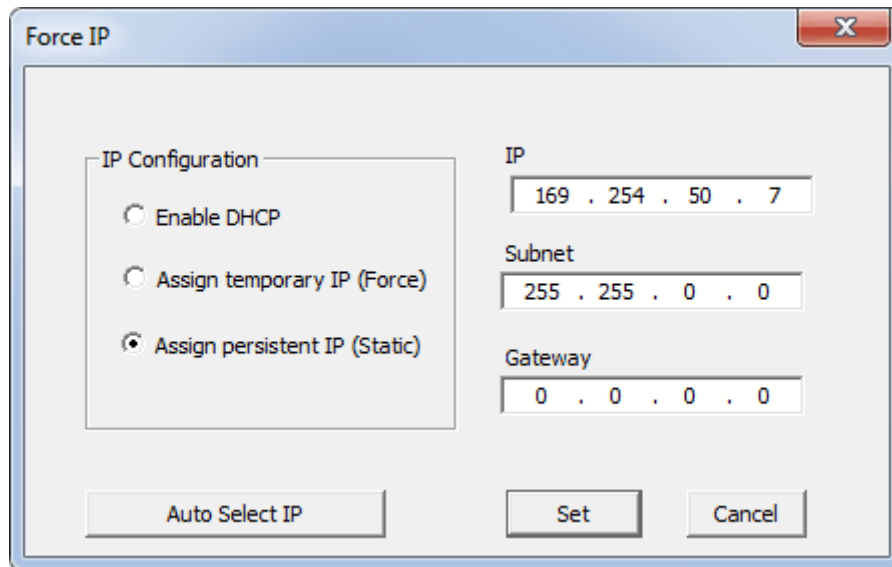 Force IP
IP Configuration
Enable DHCP
Assign temporary IP (Force)
Assign persistent IP (Static)
IP
169 . 254 . 50 . 7
Subnet
255 . 255 . 0 . 0
Gateway
0 . 0 . 0 . 0
Auto Select IP
Set
Cancel